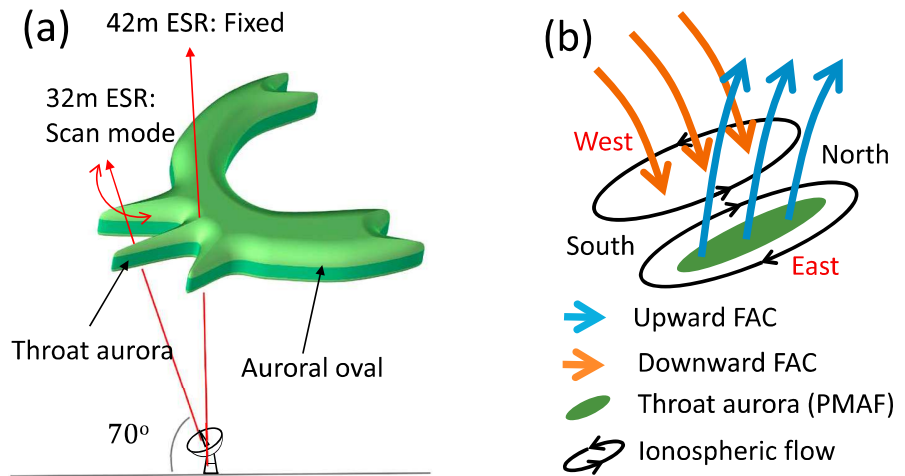 (a)
42m ESR: Fixed
32m ESR:
Scan mode
Throat aurora
Auroral oval
70°
(b)
West
North
South
East
Upward FAC
Downward FAC
Throat aurora (PMAF)
Ionospheric flow